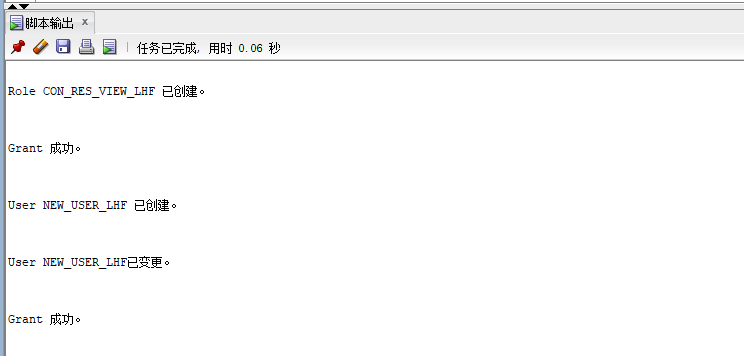 脚本输出 x
任务已完成, 用时 0.06 秒
Role CON_RES_VIEW_LHF 已创建。
Grant 成功。
User NEW_USER_LHF 已创建。
User NEW_USER_LHF已变更。
Grant 成功。